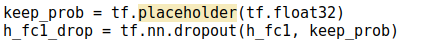 keep_prob = tf.placeholder(tf.float32)
h_fc1_drop = tf.nn.dropout(h_fc1, keep_prob)